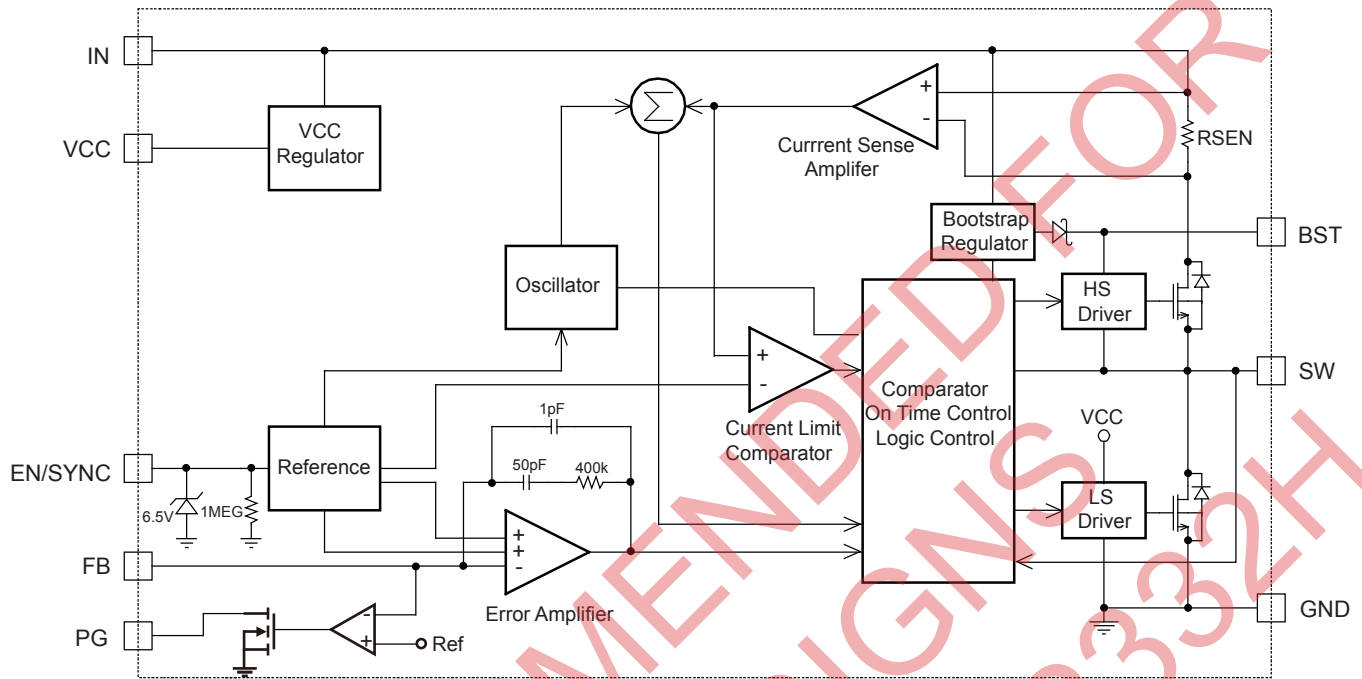 IN
VCC
Regulator
VCC
Σ
+
-
Currrent Sense
Amplifer
RSEN
Bootstrap
Regulator
BST
Oscillator
HS
Driver
+
-
Current Limit
Comparator
Comparator
On Time Control
Logic Control
SW
VCC
1pF
50pF
400k
EN/SYNC
Reference
6.5V
1MEG
LS
Driver
+
+
-
Error Amplifier
FB
PG
-
+
Ref
GND
MENDED FOR
IGNS
332H